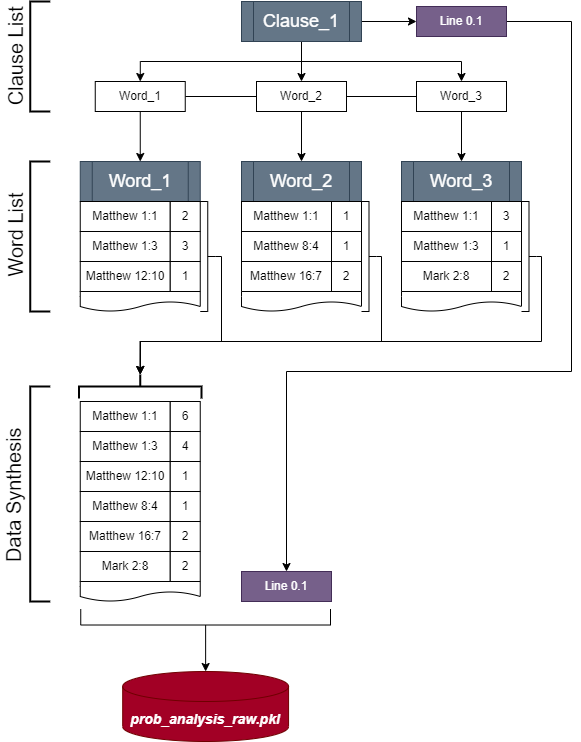 Clause List
Clause_1
Line 0.1
Word_1
Word_2
Word_3
Word List
Word_1
Matthew 1:1 2
Matthew 1:3 3
Matthew 12:10 1
Word_2
Matthew 1:1 1
Matthew 8:4 1
Matthew 16:7 2
Word_3
Matthew 1:1 3
Matthew 1:3 1
Mark 2:8 2
Data Synthesis
Matthew 1:1 6
Matthew 1:3 4
Matthew 12:10 1
Matthew 8:4 1
Matthew 16:7 2
Mark 2:8 2
Line 0.1
prob_analysis_raw.pkl